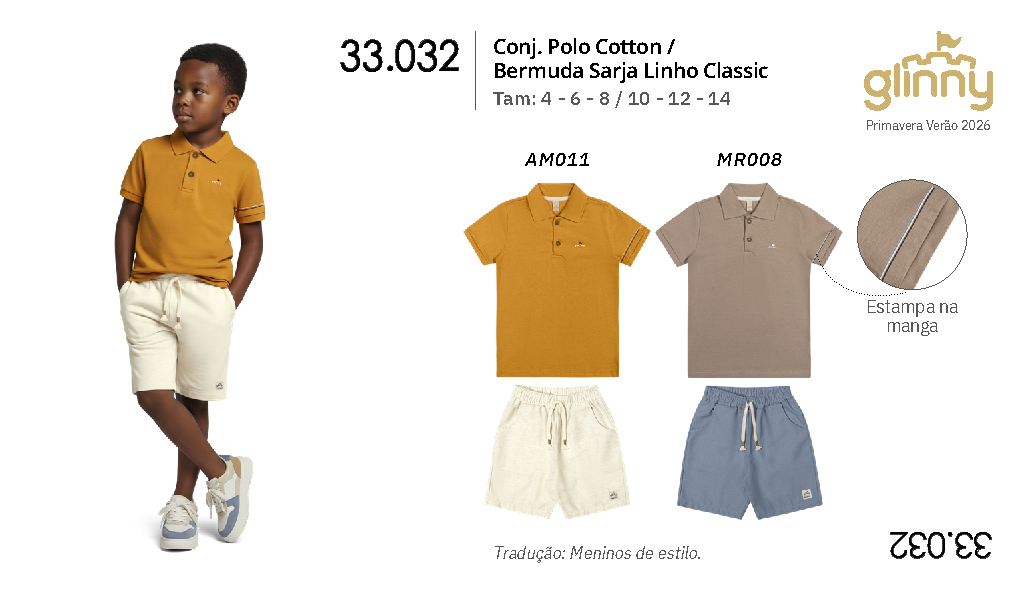 33.032
Conj. Polo Cotton /
Bermuda Sarja Linho Classic
Tam: 4 - 6 - 8 / 10 - 12 - 14
glinny
Primavera Verão 2026
AM011
MR008
Estampa na
manga
Tradução: Meninos de estilo.
33.032